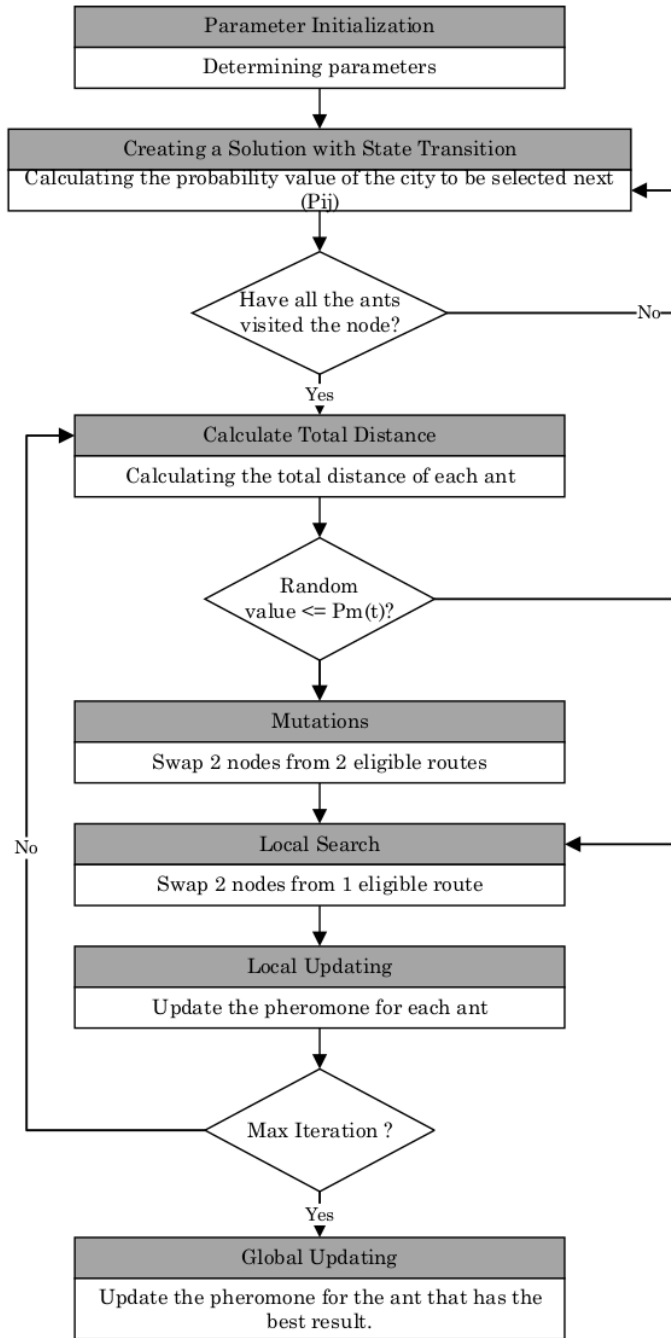 Parameter Initialization
Determining parameters
Creating a Solution with State Transition
Calculating the probability value of the city to be selected next
(Pij)
Have all the ants
visited the node?
No
Yes
Calculate Total Distance
Calculating the total distance of each ant
Random
value <= Pm(t)?
Mutations
Swap 2 nodes from 2 eligible routes
No
Local Search
Swap 2 nodes from 1 eligible route
Local Updating
Update the pheromone for each ant
Max Iteration ?
Yes
Global Updating
Update the pheromone for the ant that has the
best result.